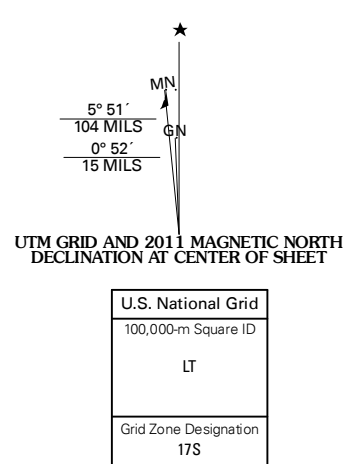 MN
5° 51´
104 MILS
GN
0° 52´
15 MILS
UTM GRID AND 2011 MAGNETIC NORTH
DECLINATION AT CENTER OF SHEET
U.S. National Grid
100,000-m Square ID
LT
Grid Zone Designation
17S